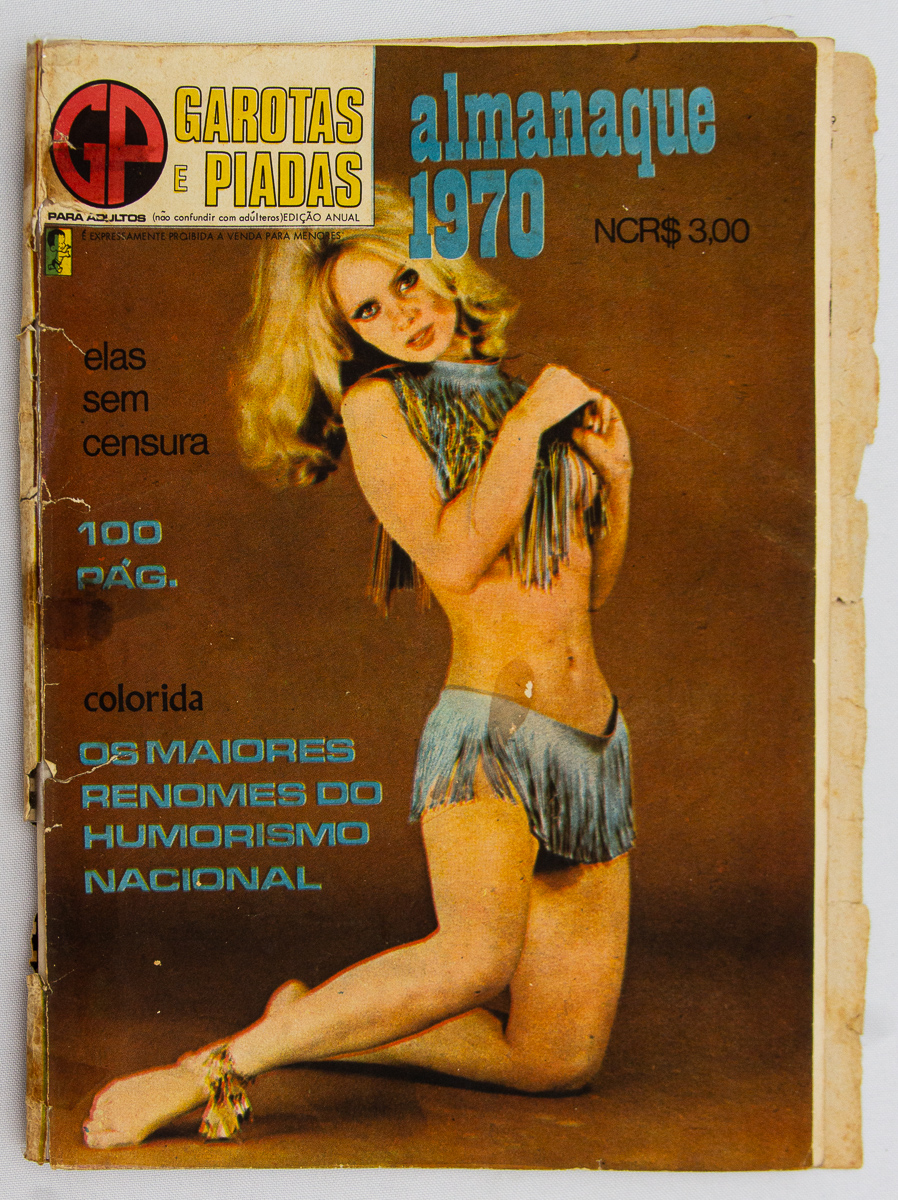 GP
GAROTAS
E PIADAS
PARA ADULTOS (não confundir com adúlteros) EDIÇÃO ANUAL
É EXPRESSAMENTE PROIBIDA A VENDA PARA MENORES
almanaque
1970
NCR$ 3,00
elas
sem
censura
100
PÁG.
colorida
OS MAIORES
RENOMES DO
HUMORISMO
NACIONAL